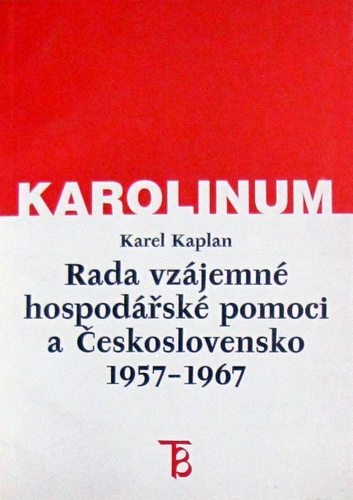 KAROLINUM
Karel Kaplan
Rada vzájemné
hospodářské pomoci
a Československo
1957–1967